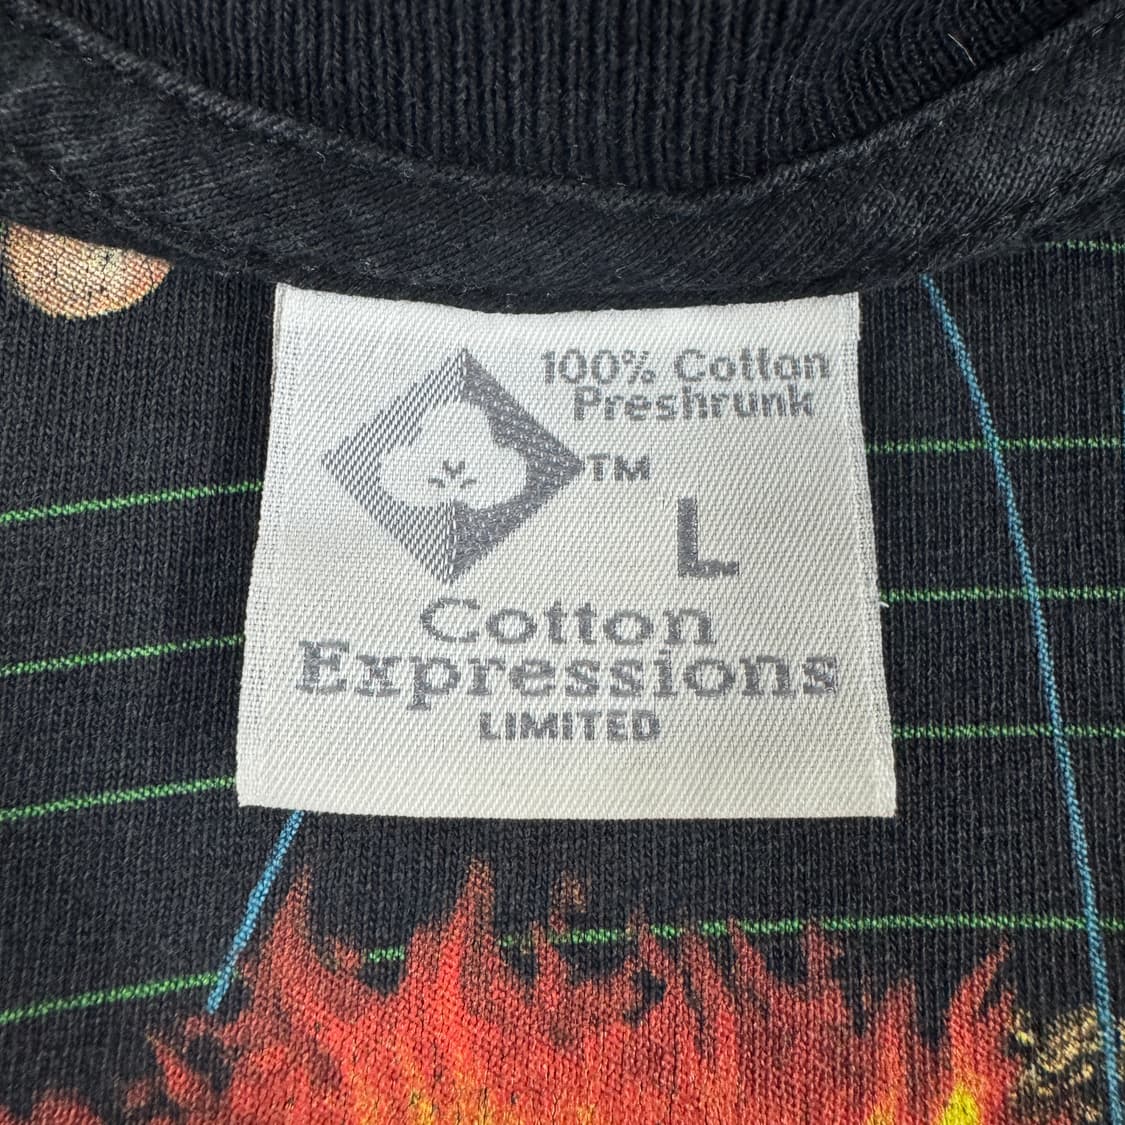 100% Cotton
Preshrunk
TM
L
Cotton
Expressions
LIMITED